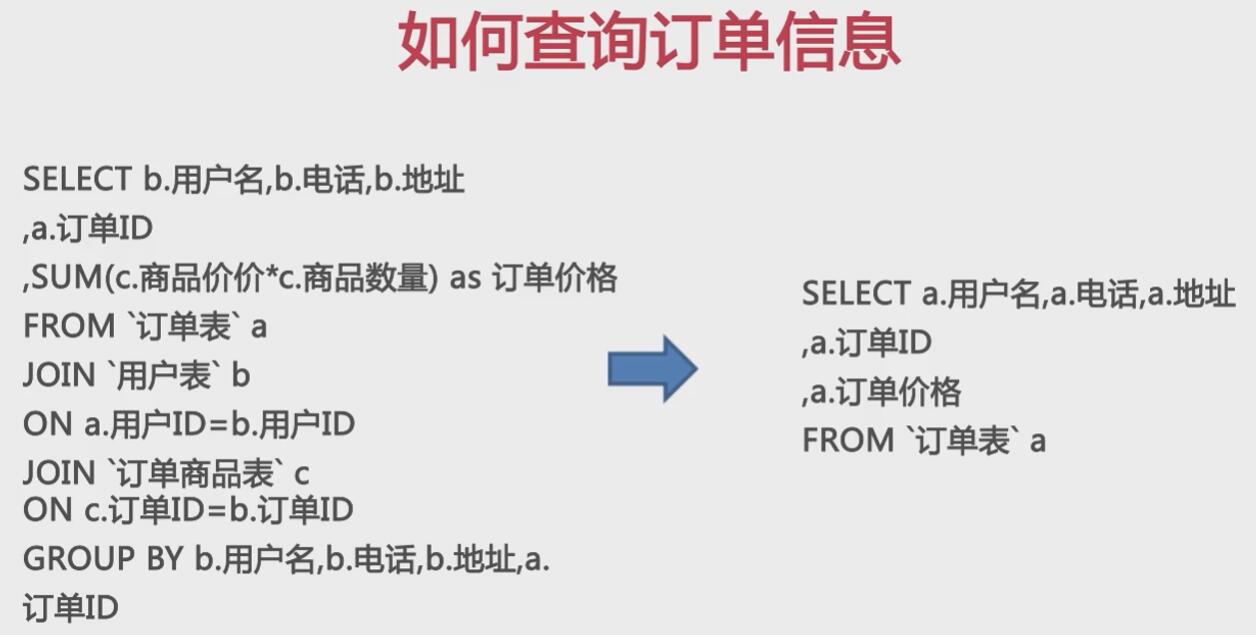 如何查询订单信息
SELECT b.用户名,b.电话,b.地址
,a.订单ID
,SUM(c.商品价价*c.商品数量) as 订单价格
FROM `订单表` a
JOIN `用户表` b
ON a.用户ID=b.用户ID
JOIN `订单商品表` c
ON c.订单ID=b.订单ID
GROUP BY b.用户名,b.电话,b.地址,a.
订单ID
SELECT a.用户名,a.电话,a.地址
,a.订单ID
,a.订单价格
FROM `订单表` a